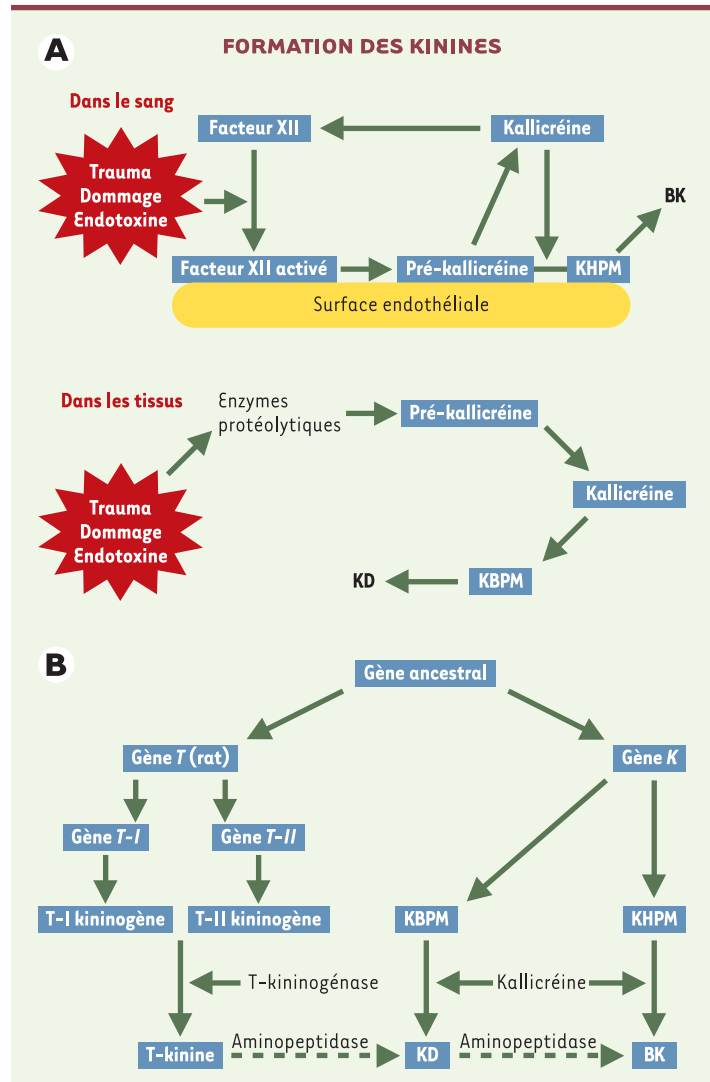 A
FORMATION DES KININES
Dans le sang
Trauma
Dommage
Endotoxine
Facteur XII
Kallicréine
BK
Facteur XII activé
Pré-kallicréine
KHPM
Surface endothéliale
Dans les tissus
Enzymes
protéolytiques
Pré-kallicréine
Trauma
Dommage
Endotoxine
Kallicréine
KD
KBPM
B
Gène ancestral
Gène T (rat)
Gène K
Gène T-I
Gène T-II
T-I kininogène
T-II kininogène
KBPM
KHPM
T-kininogénase
Kallicréine
T-kinine
Aminopeptidase
KD
Aminopeptidase
BK